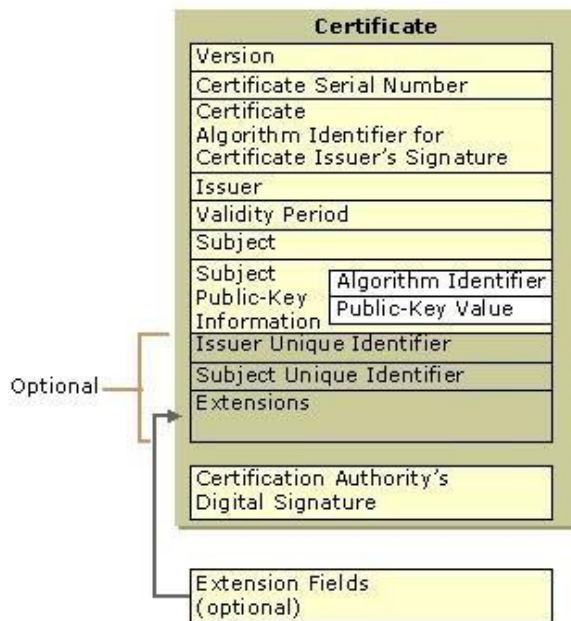 Certificate
Version
Certificate Serial Number
Certificate
Algorithm Identifier for
Certificate Issuer's Signature
Issuer
Validity Period
Subject
Subject
Public-Key
Information
Algorithm Identifier
Public-Key Value
Optional
Issuer Unique Identifier
Subject Unique Identifier
Extensions
Certification Authority's
Digital Signature
Extension Fields
(optional)